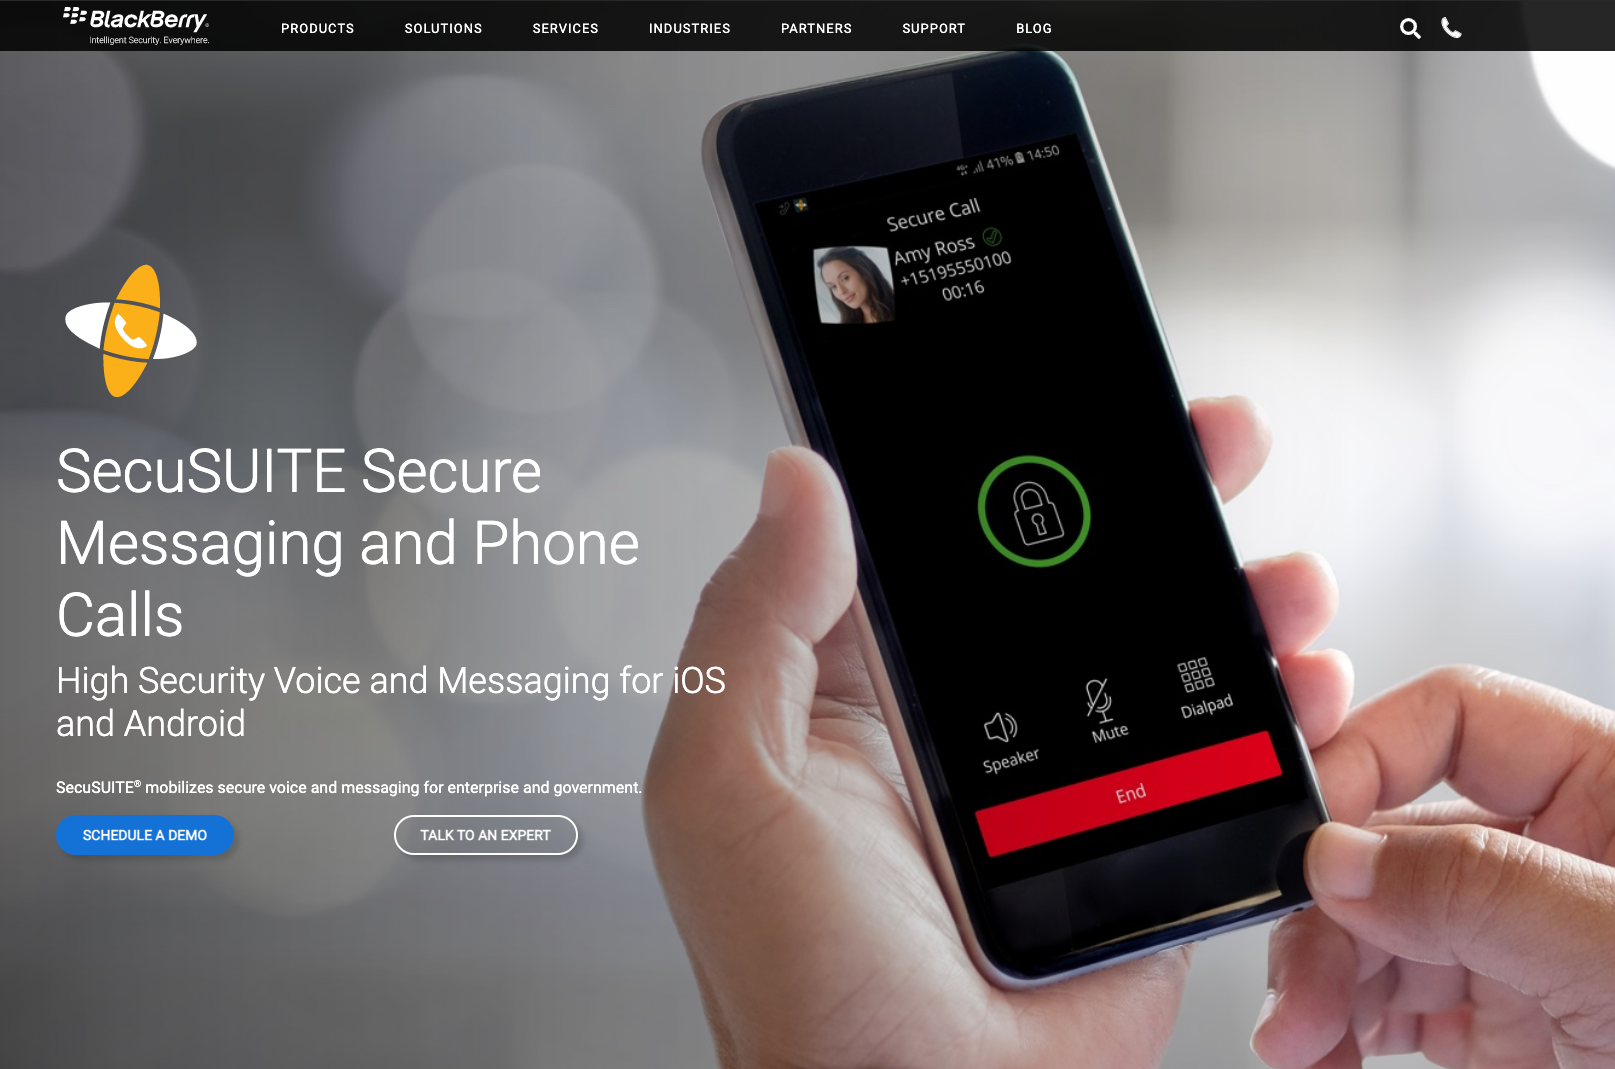 BlackBerry®
Intelligent Security. Everywhere.
PRODUCTS
SOLUTIONS
SERVICES
INDUSTRIES
PARTNERS
SUPPORT
BLOG
SecuSUITE Secure
Messaging and Phone
Calls
High Security Voice and Messaging for iOS
and Android
SecuSUITE® mobilizes secure voice and messaging for enterprise and government.
SCHEDULE A DEMO
TALK TO AN EXPERT
41% 14:50
Secure Call
Amy Ross
+15195550100
00:16
Speaker
Mute
Dialpad
End